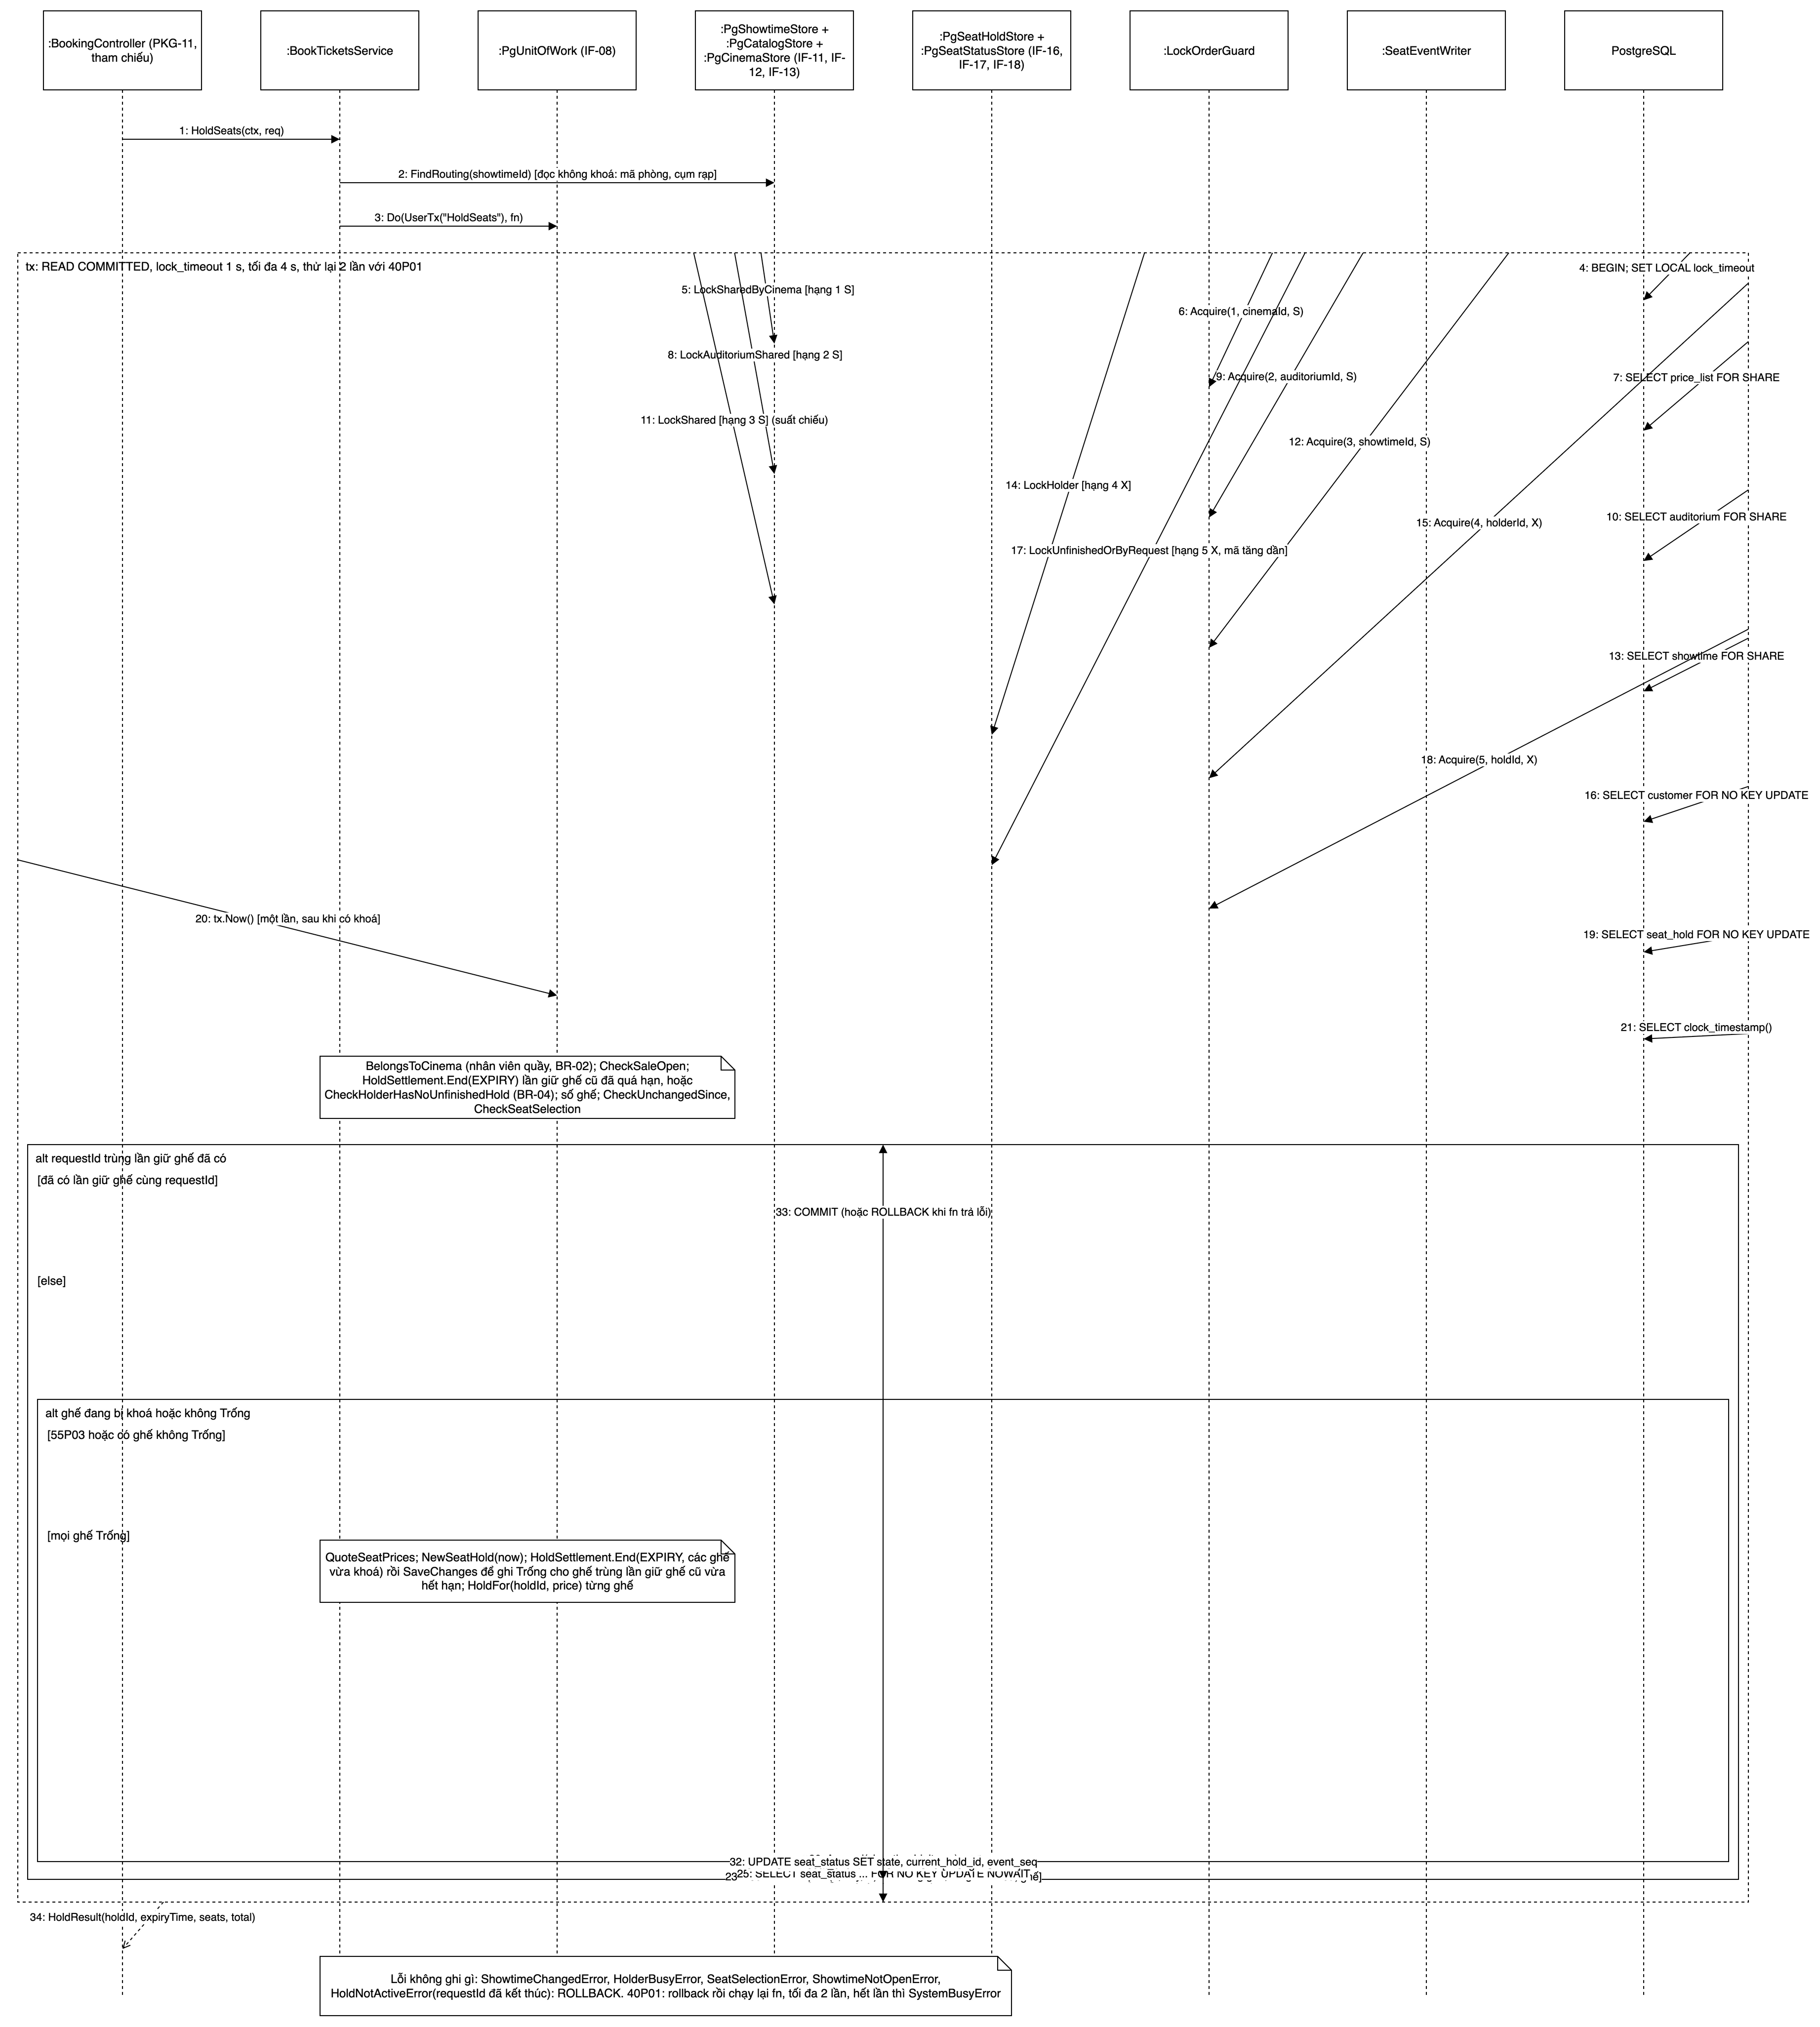 :BookingController (PKG-11,
tham chiếu)
:BookTicketsService
:PgUnitOfWork (IF-08)
:PgShowtimeStore +
:PgCatalogStore +
:PgCinemaStore (IF-11, IF-
12, IF-13)
:PgSeatHoldStore +
:PgSeatStatusStore (IF-16,
IF-17, IF-18)
:LockOrderGuard
:SeatEventWriter
PostgreSQL
1: HoldSeats(ctx, req)
2: FindRouting(showtimeId) [đọc không khoá: mã phòng, cụm rạp]
3: Do(UserTx("HoldSeats"), fn)
tx: READ COMMITTED, lock_timeout 1 s, tối đa 4 s, thử lại 2 lần với 40P01
4: BEGIN; SET LOCAL lock_timeout
5: LockSharedByCinema [hạng 1 S]
6: Acquire(1, cinemaId, S)
8: LockAuditoriumShared [hạng 2 S]
9: Acquire(2, auditoriumId, S)
7: SELECT price_list FOR SHARE
11: LockShared [hạng 3 S] (suất chiếu)
12: Acquire(3, showtimeId, S)
14: LockHolder [hạng 4 X]
10: SELECT auditorium FOR SHARE
15: Acquire(4, holderId, X)
17: LockUnfinishedOrByRequest [hạng 5 X, mã tăng dần]
13: SELECT showtime FOR SHARE
18: Acquire(5, holdId, X)
16: SELECT customer FOR NO KEY UPDATE
20: tx.Now() [một lần, sau khi có khoá]
19: SELECT seat_hold FOR NO KEY UPDATE
21: SELECT clock_timestamp()
BelongsToCinema (nhân viên quầy, BR-02); CheckSaleOpen;
HoldSettlement.End(EXPIRY) lần giữ ghế cũ đã quá hạn, hoặc
CheckHolderHasNoUnfinishedHold (BR-04); số ghế; CheckUnchangedSince,
CheckSeatSelection
alt requestId trùng lần giữ ghế đã có
[đã có lần giữ ghế cùng requestId]
33: COMMIT (hoặc ROLLBACK khi fn trả lỗi)
[else]
alt ghế đang bị khoá hoặc không Trống
[55P03 hoặc có ghế không Trống]
[mọi ghế Trống]
QuoteSeatPrices; NewSeatHold(now); HoldSettlement.End(EXPIRY, các ghế
vừa khoá) rồi SaveChanges để ghi Trống cho ghế trùng lần giữ ghế cũ vừa
hết hạn; HoldFor(holdId, price) từng ghế
32: UPDATE seat_status SET state, current_hold_id, event_seq
25: SELECT seat_status ... FOR NO KEY UPDATE NOWAIT
23
34: HoldResult(holdId, expiryTime, seats, total)
Lỗi không ghi gì: ShowtimeChangedError, HolderBusyError, SeatSelectionError, ShowtimeNotOpenError,
HoldNotActiveError(requestId đã kết thúc): ROLLBACK. 40P01: rollback rồi chạy lại fn, tối đa 2 lần, hết lần thì SystemBusyError